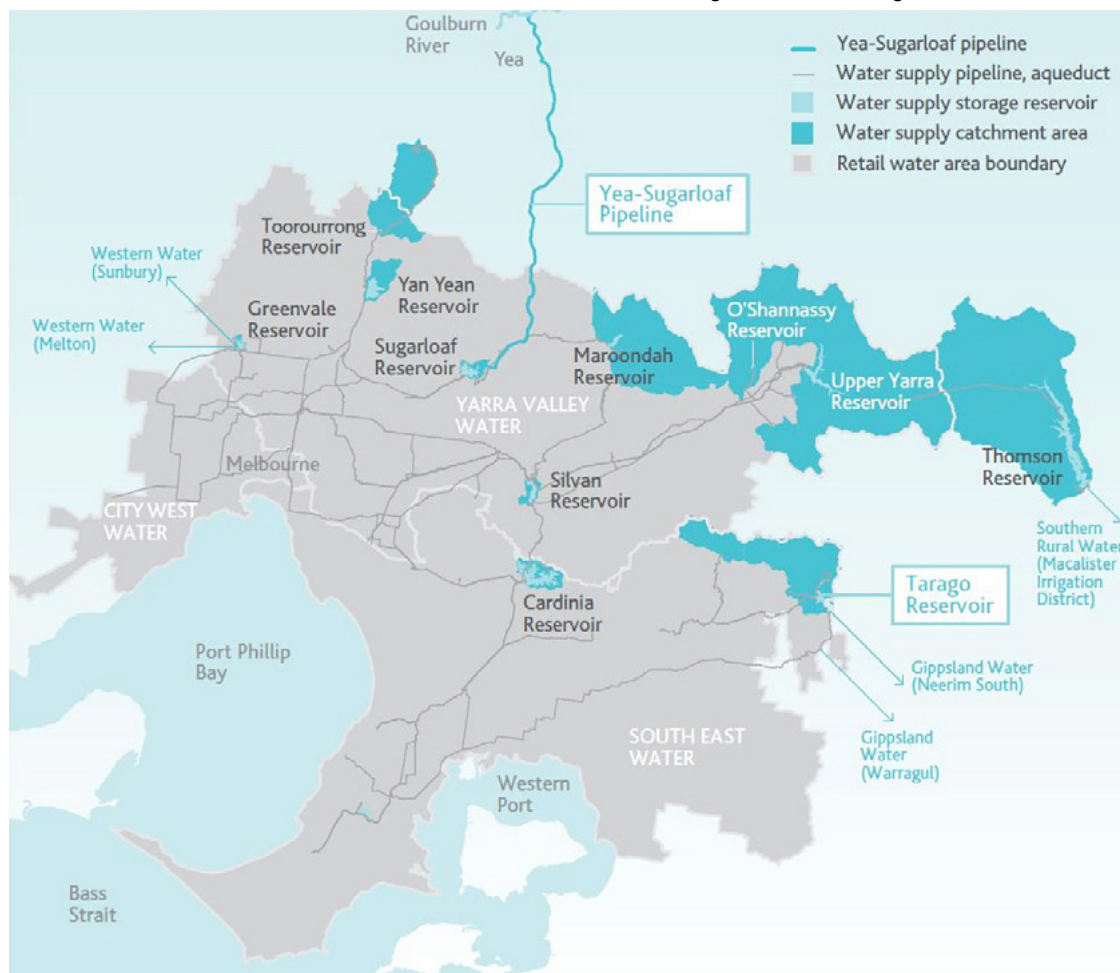 Goulburn
River
Yea
Yea-Sugarloaf pipeline
Water supply pipeline, aqueduct
Water supply storage reservoir
Water supply catchment area
Retail water area boundary
Yea-Sugarloaf
Pipeline
Toorourrong
Reservoir
Western Water
(Sunbury)
Yan Yean
Reservoir
Greenvale
Reservoir
Western Water
(Melton)
Sugarloaf
Reservoir
Maroondah
Reservoir
O'Shannassy
Reservoir
Upper Yarra
Reservoir
YARRA VALLEY
WATER
Thomson
Reservoir
Melbourne
Silvan
Reservoir
CITY WEST
WATER
Southern
Rural Water
(Macalister
Irrigation
District)
Tarago
Reservoir
Cardinia
Reservoir
Port Phillip
Bay
Gippsland Water
(Neerim South)
SOUTH EAST
WATER
Gippsland
Water
(Warragul)
Western
Port
Bass
Strait